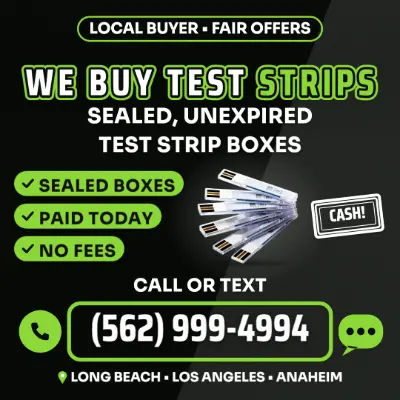 LOCAL BUYER • FAIR OFFERS
WE BUY TEST STRIPS
SEALED, UNEXPIRED
TEST STRIP BOXES
SEALED BOXES
PAID TODAY
NO FEES
CASH!
CALL OR TEXT
(562) 999-4994
LONG BEACH • LOS ANGELES • ANAHEIM